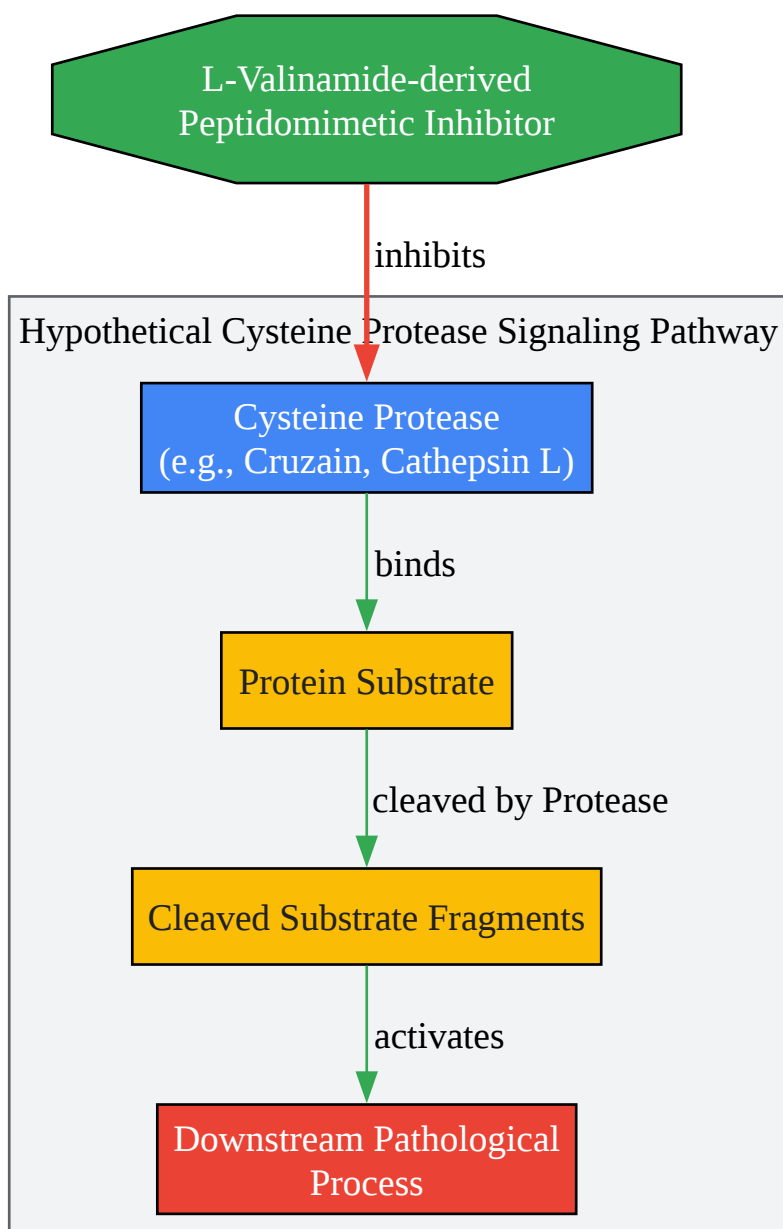 L-Valinamide-derived
Peptidomimetic Inhibitor
inhibits
Hypothetical Cysteine Protease Signaling Pathway
Cysteine Protease
(e.g., Cruzain, Cathepsin L)
binds
Protein Substrate
cleaved by Protease
Cleaved Substrate Fragments
activates
Downstream Pathological
Process